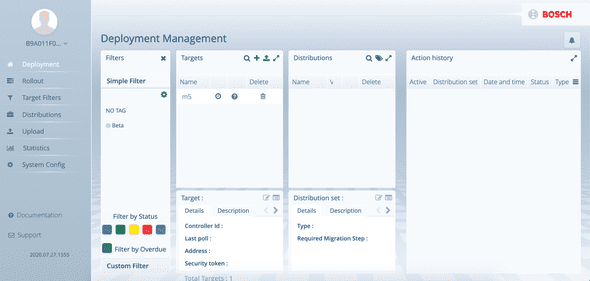 BOSCH
B9A011F0...
Deployment
Rollout
Target Filters
Distributions
Upload
Statistics
System Config
Documentation
Support
2020.07.27.1555
Deployment Management
Filters
Simple Filter
NO TAG
Beta
Filter by Status
Filter by Overdue
Custom Filter
Targets
Name Delete
m5
Target :
Details Description
Controller Id :
Last poll :
Address :
Security token :
Total Targets : 1
Distributions
Name Delete
Distribution set :
Details Description
Type :
Required Migration Step :
Action history
Active Distribution set Date and time Status Type